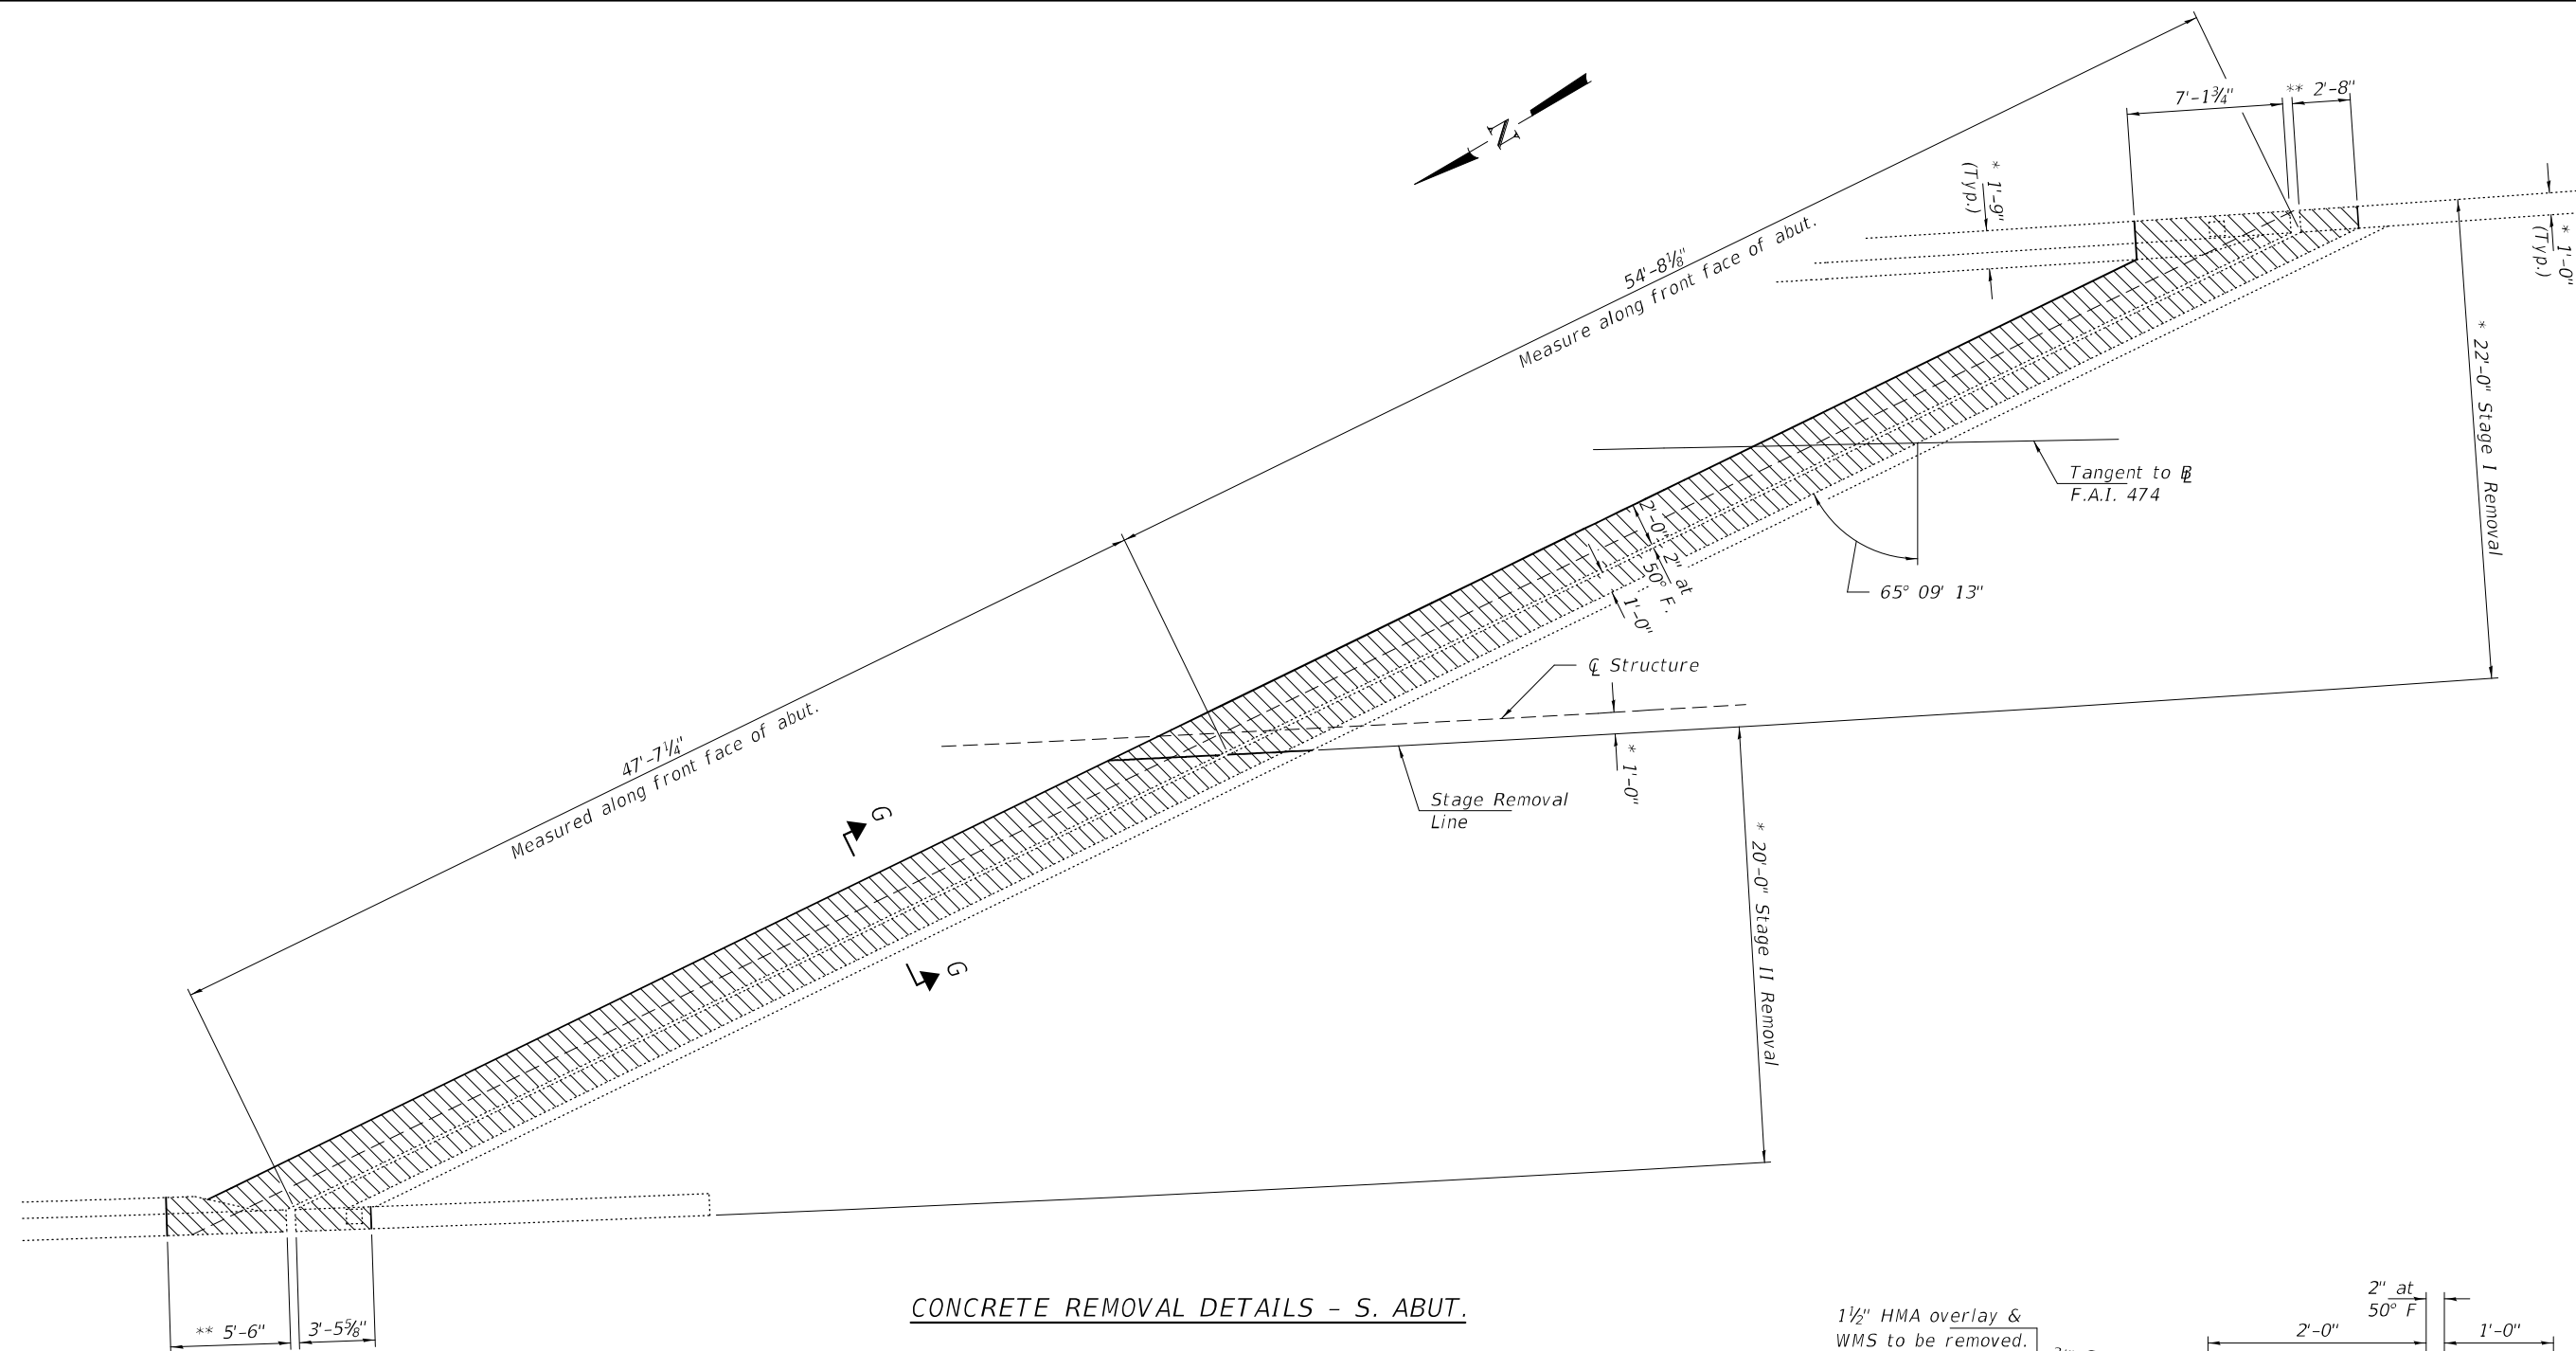 7'-1¾"
** 2'-8"
N
* 1'-9"
(Typ.)
* 1'-0"
(Typ.)
54'-8⅛"
Measure along front face of abut.
* 22'-0" Stage I Removal
Tangent to BL
F.A.I. 474
2'-0"
2" at
50° F.
1'-0"
65° 09' 13"
CL Structure
47'-7¼"
Measured along front face of abut.
* 1'-0"
Stage Removal
Line
G
* 20'-0" Stage II Removal
G
CONCRETE REMOVAL DETAILS - S. ABUT.
** 5'-6"
3'-5⅝"
1½" HMA overlay &
WMS to be removed.
2" at
50° F
2'-0"
1'-0"